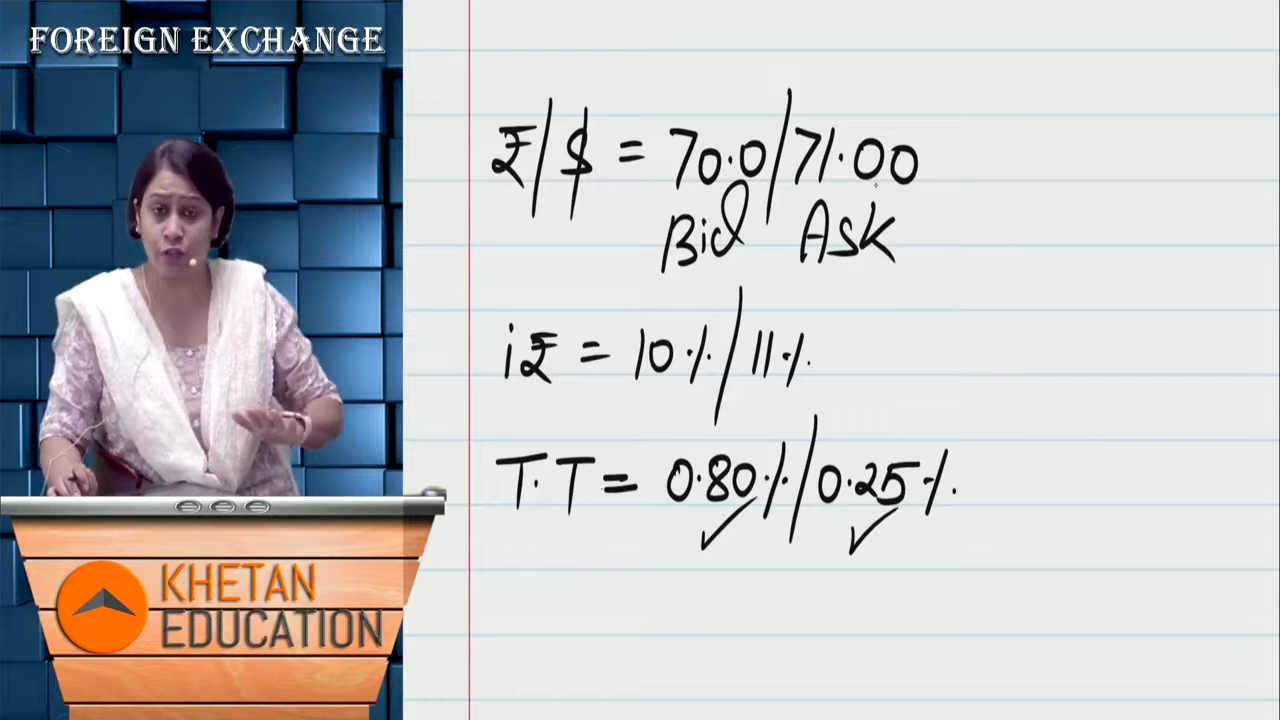 FOREIGN EXCHANGE
₹/$ = 70.0/71.00
Bid Ask
i₹ = 10%/11%
T.T = 0.80%/0.25%
KHETAN
EDUCATION